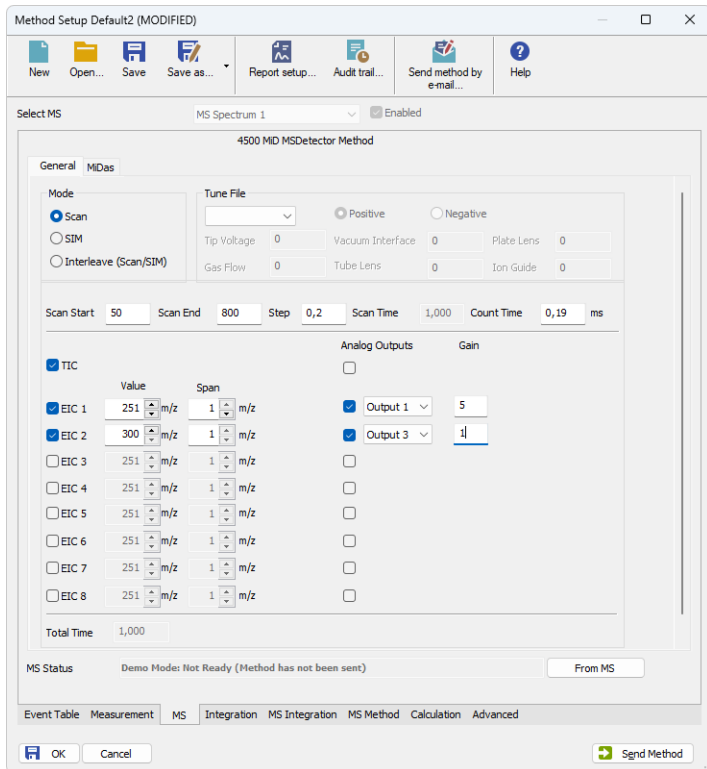 Method Setup Default2 (MODIFIED)
New Open... Save Save as... Report setup... Audit trail... Send method by e-mail... Help
Select MS MS Spectrum 1 Enabled
4500 MiD MSDetector Method
General MiDas
Mode Tune File
Scan Positive Negative
SIM Tip Voltage 0 Vacuum Interface 0 Plate Lens 0
Interleave (Scan/SIM) Gas Flow 0 Tube Lens 0 Ion Guide 0
Scan Start 50 Scan End 800 Step 0,2 Scan Time 1,000 Count Time 0,19 ms
Analog Outputs Gain
TIC
Value Span
EIC 1 251 m/z 1 m/z Output 1 5
EIC 2 300 m/z 1 m/z Output 3 1
EIC 3 251 m/z 1 m/z
EIC 4 251 m/z 1 m/z
EIC 5 251 m/z 1 m/z
EIC 6 251 m/z 1 m/z
EIC 7 251 m/z 1 m/z
EIC 8 251 m/z 1 m/z
Total Time 1,000
MS Status Demo Mode: Not Ready (Method has not been sent) From MS
Event Table Measurement MS Integration MS Integration MS Method Calculation Advanced
OK Cancel Send Method